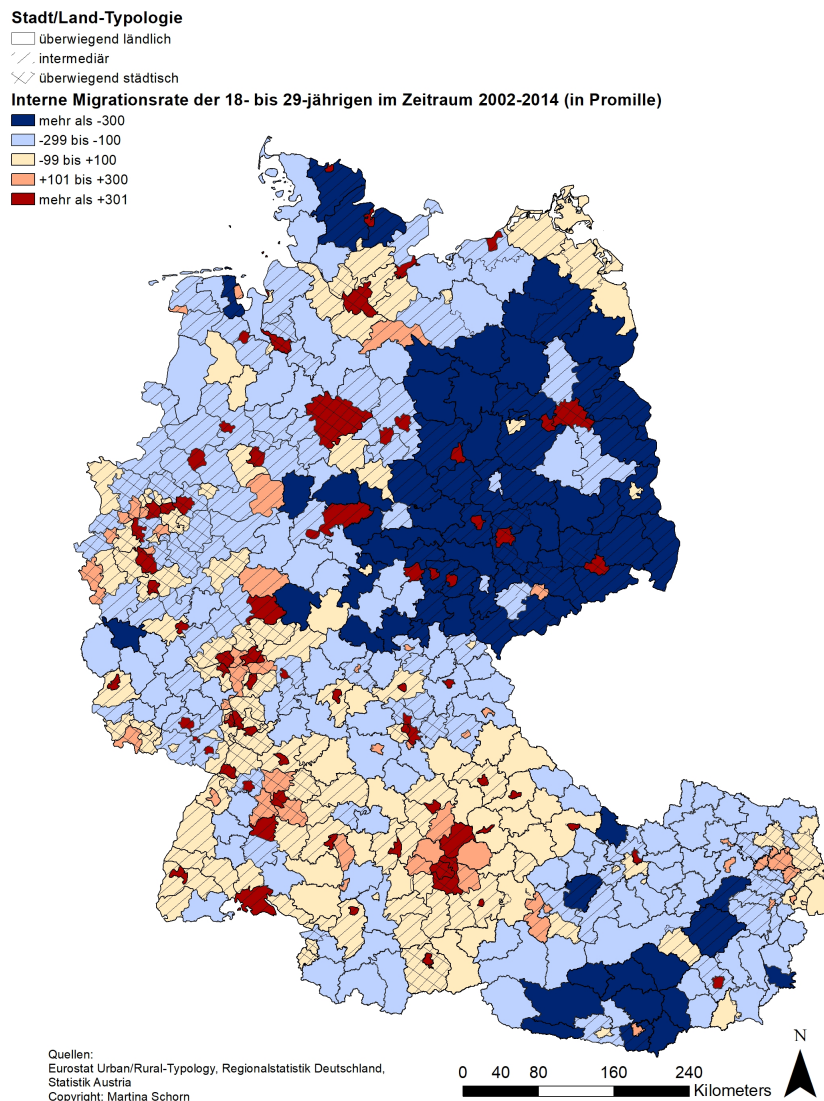 Stadt/Land-Typologie
überwiegend ländlich
intermediär
überwiegend städtisch
Interne Migrationsrate der 18- bis 29-jährigen im Zeitraum 2002-2014 (in Promille)
mehr als -300
-299 bis -100
-99 bis +100
+101 bis +300
mehr als +301
Quellen:
Eurostat Urban/Rural-Typology, Regionalstatistik Deutschland,
Statistik Austria
Copyright: Martina Schorn
N
0 40 80 160 240
Kilometers